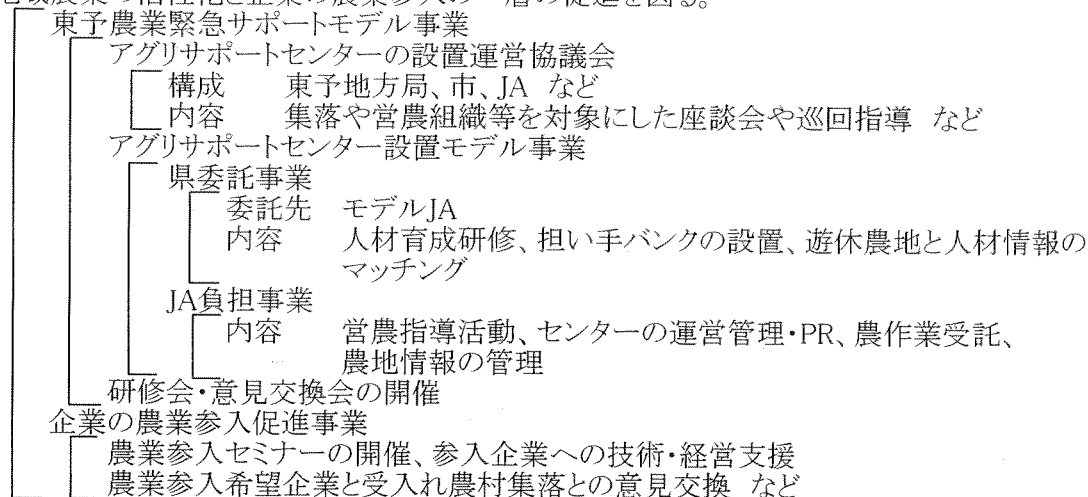 東予農業緊急サポートモデル事業
アグリサポートセンターの設置運営協議会
構成 東予地方局、市、JA など
内容 集落や営農組織等を対象にした座談会や巡回指導 など
アグリサポートセンター設置モデル事業
県委託事業
委託先 モデルJA
内容 人材育成研修、担い手バンクの設置、遊休農地と人材情報の
マッチング
JA負担事業
内容 営農指導活動、センターの運営管理・PR、農作業受託、
農地情報の管理
研修会・意見交換会の開催
企業の農業参入促進事業
農業参入セミナーの開催、参入企業への技術・経営支援
農業参入希望企業と受入れ農村集落との意見交換 など